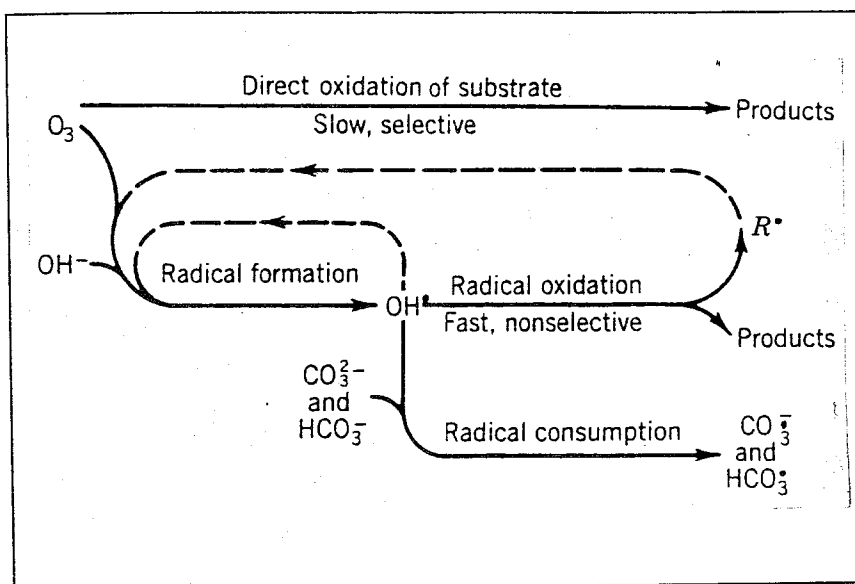 Direct oxidation of substrate
O₃
Slow, selective
Products
R•
OH⁻
Radical formation
OH•
Radical oxidation
Fast, nonselective
Products
CO₃²⁻
and
HCO₃⁻
Radical consumption
CO₃•⁻
and
HCO₃•